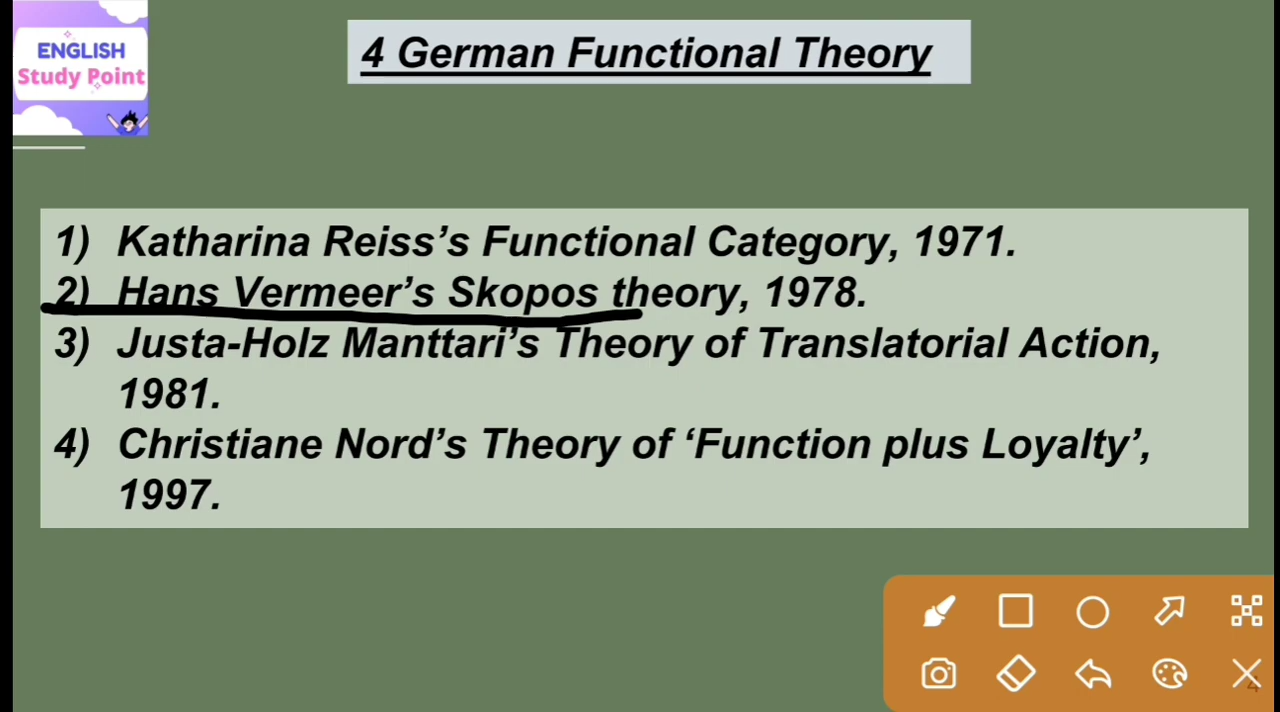 ENGLISH
Study Point
4 German Functional Theory
1) Katharina Reiss’s Functional Category, 1971.
2) Hans Vermeer’s Skopos theory, 1978.
3) Justa-Holz Manttari’s Theory of Translatorial Action,
1981.
4) Christiane Nord’s Theory of ‘Function plus Loyalty’,
1997.
4